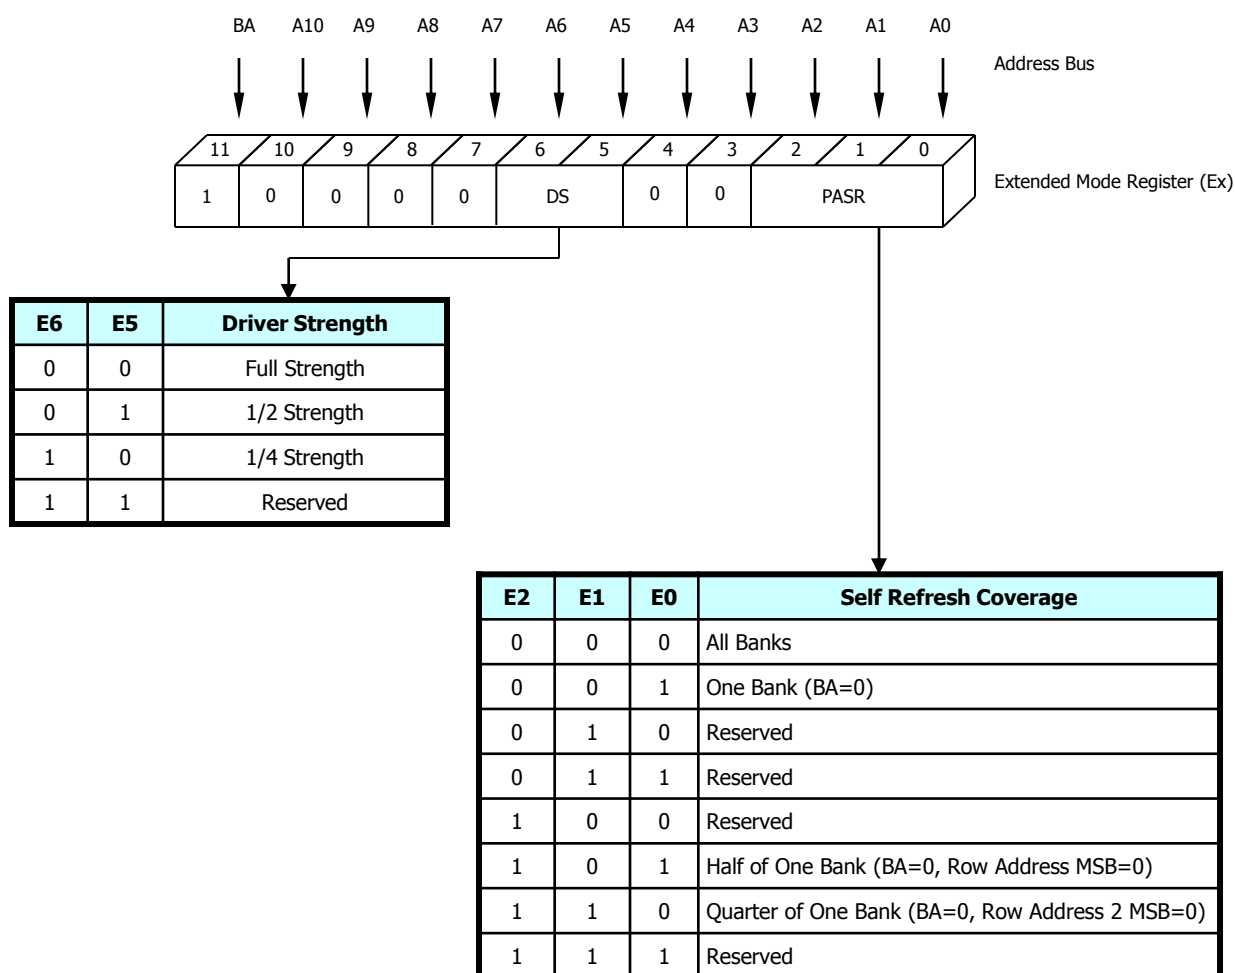 BA A10 A9 A8 A7 A6 A5 A4 A3 A2 A1 A0
Address Bus
11 10 9 8 7 6 5 4 3 2 1 0
Extended Mode Register (Ex)
1 0 0 0 0 DS 0 0 PASR
E6 E5 Driver Strength
0 0 Full Strength
0 1 1/2 Strength
1 0 1/4 Strength
1 1 Reserved
E2 E1 E0 Self Refresh Coverage
0 0 0 All Banks
0 0 1 One Bank (BA=0)
0 1 0 Reserved
0 1 1 Reserved
1 0 0 Reserved
1 0 1 Half of One Bank (BA=0, Row Address MSB=0)
1 1 0 Quarter of One Bank (BA=0, Row Address 2 MSB=0)
1 1 1 Reserved